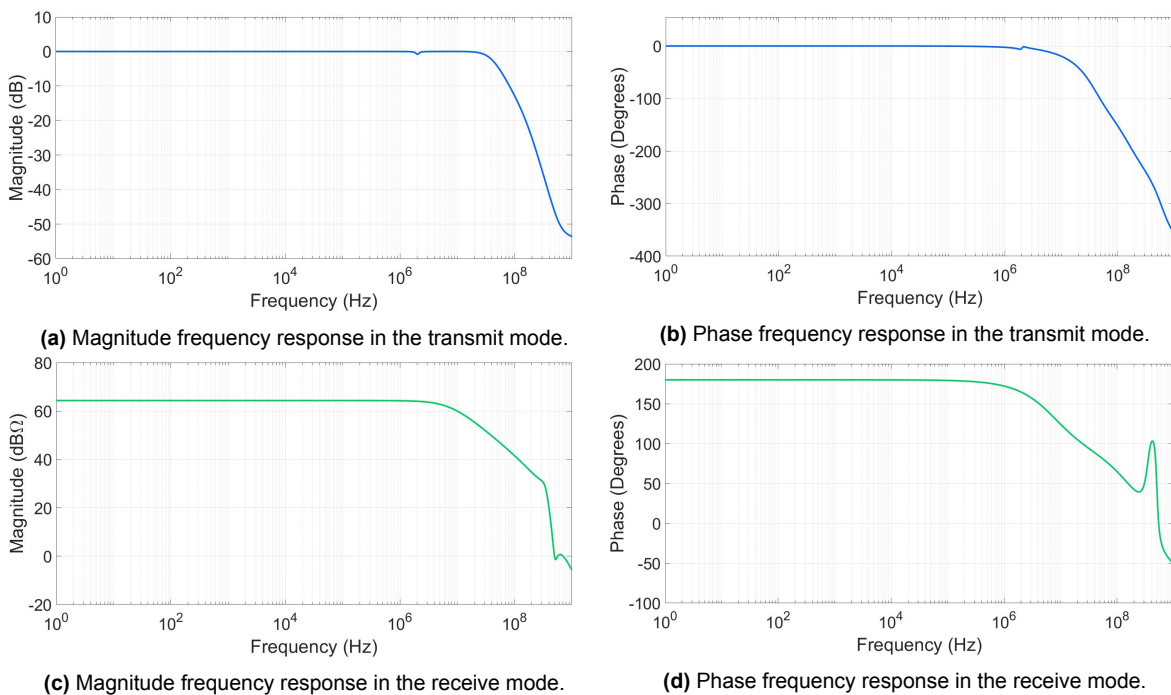 10
0
-10
-20
-30
-40
-50
-60
Magnitude (dB)
10^0 10^2 10^4 10^6 10^8
Frequency (Hz)
(a) Magnitude frequency response in the transmit mode.
0
-100
-200
-300
-400
Phase (Degrees)
10^0 10^2 10^4 10^6 10^8
Frequency (Hz)
(b) Phase frequency response in the transmit mode.
80
60
40
20
0
-20
Magnitude (dBΩ)
10^0 10^2 10^4 10^6 10^8
Frequency (Hz)
(c) Magnitude frequency response in the receive mode.
200
150
100
50
0
-50
-100
Phase (Degrees)
10^0 10^2 10^4 10^6 10^8
Frequency (Hz)
(d) Phase frequency response in the receive mode.